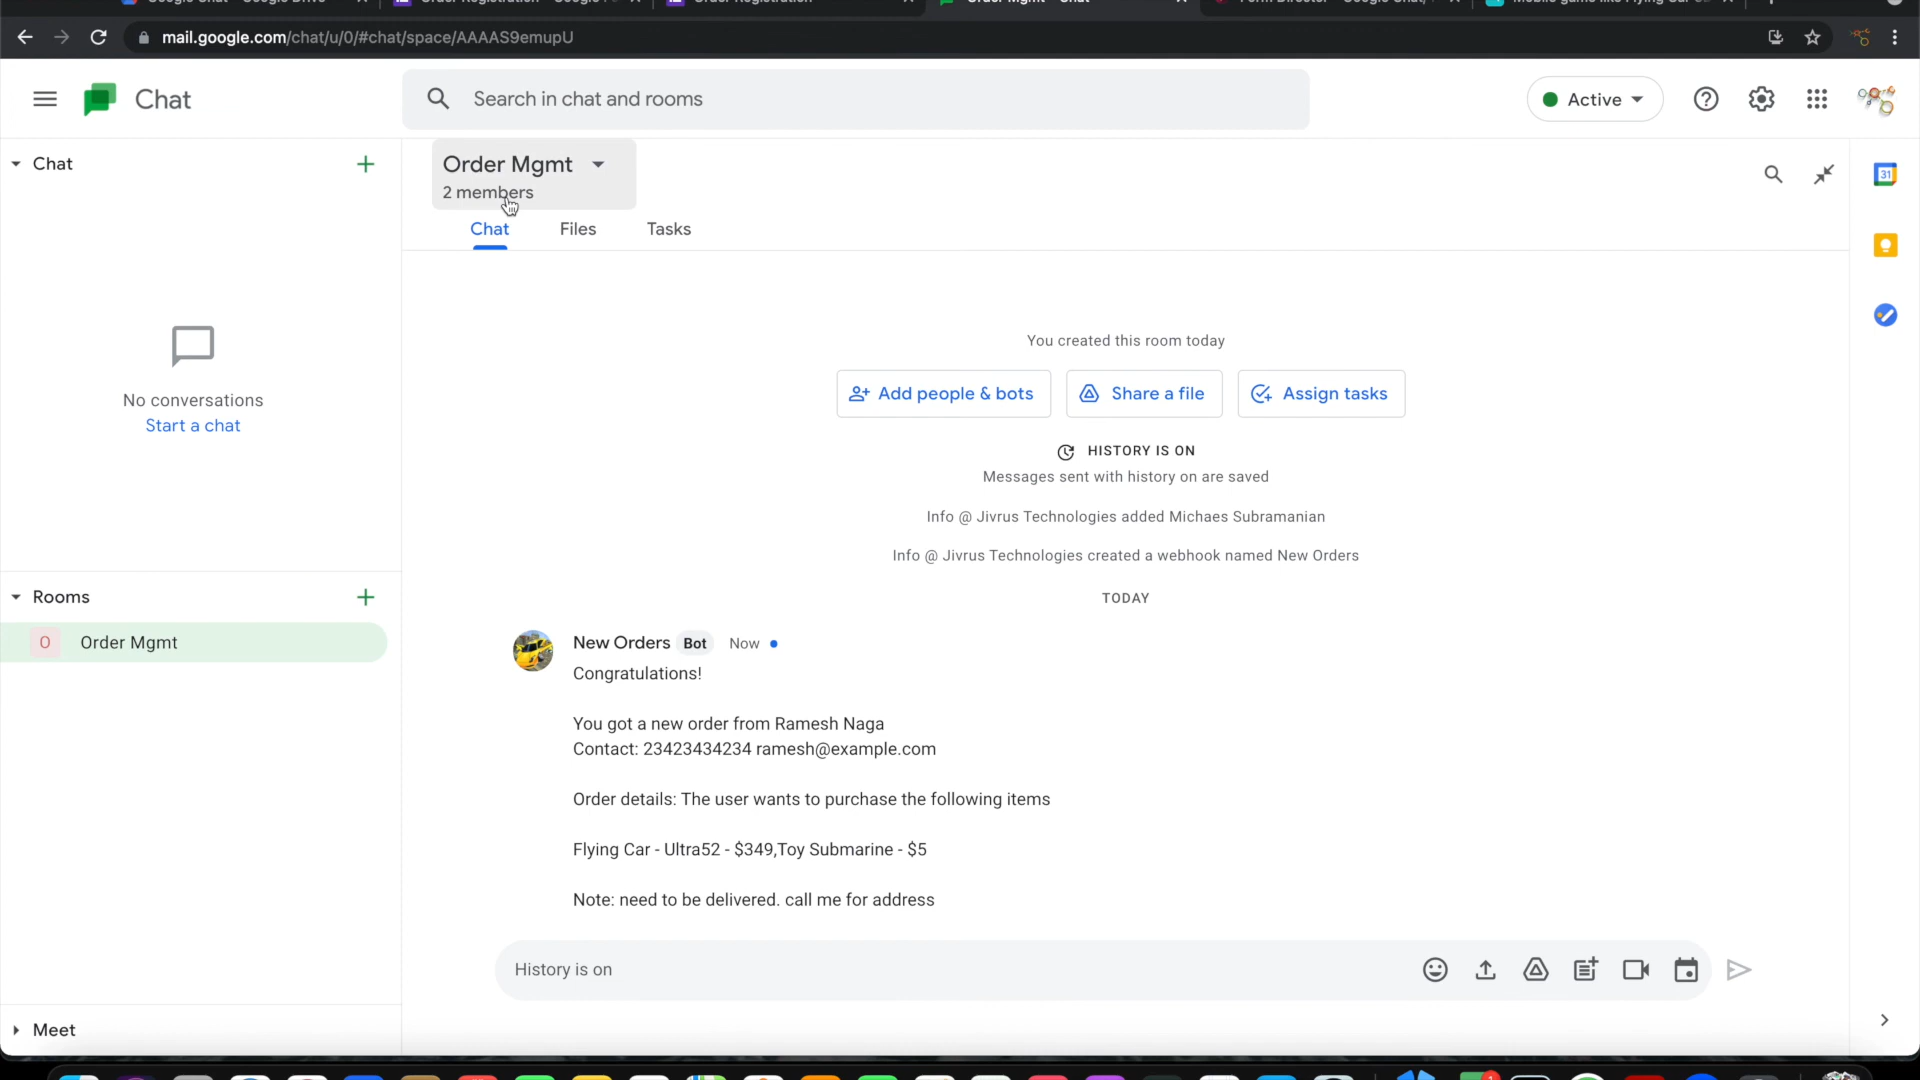 mail.google.com/chat/u/0/#chat/space/AAAAS9emupU
Chat
Search in chat and rooms
Active
Chat
Order Mgmt
2 members
31
Chat Files Tasks
You created this room today
Add people & bots
Share a file
Assign tasks
No conversations
Start a chat
HISTORY IS ON
Messages sent with history on are saved
Info @ Jivrus Technologies added Michaes Subramanian
Info @ Jivrus Technologies created a webhook named New Orders
TODAY
Rooms
O Order Mgmt
New Orders Bot Now
Congratulations!
You got a new order from Ramesh Naga
Contact: 23423434234 ramesh@example.com
Order details: The user wants to purchase the following items
Flying Car - Ultra52 - $349,Toy Submarine - $5
Note: need to be delivered. call me for address
History is on
Meet